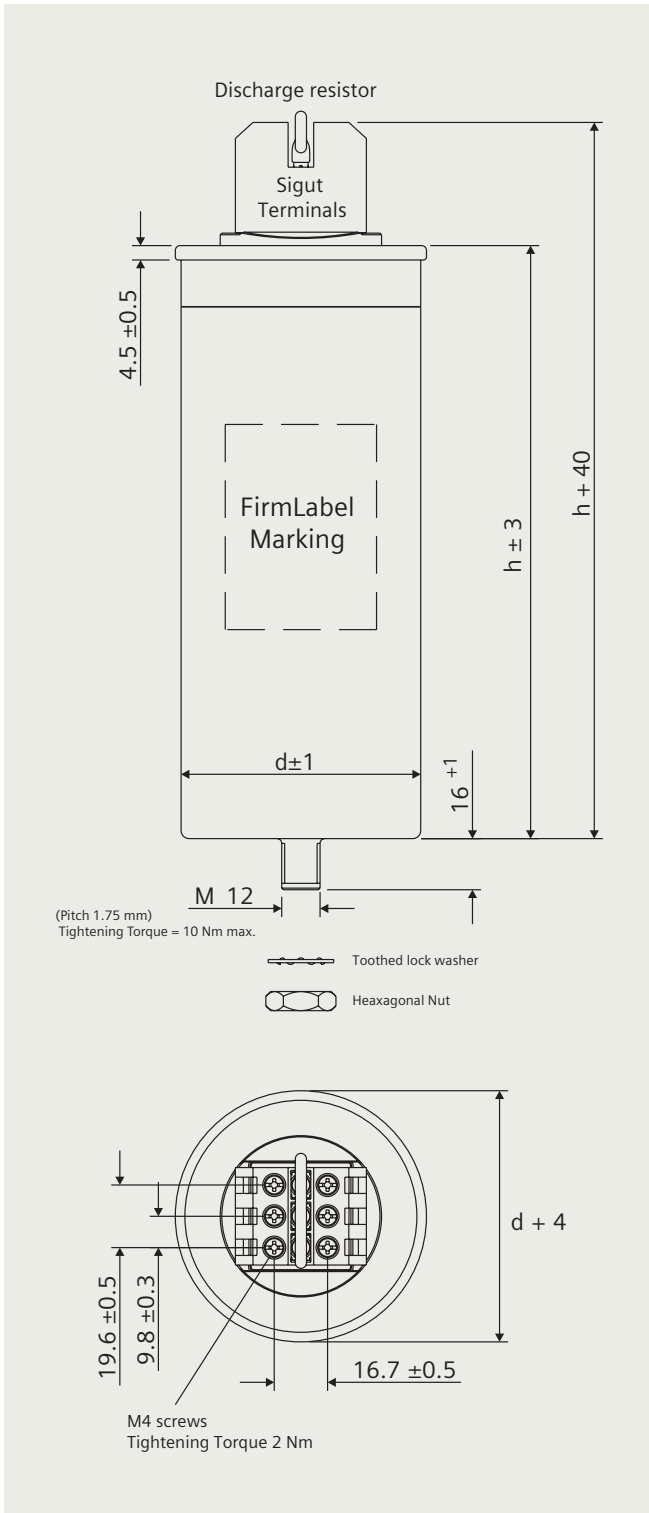 Discharge resistor
Sigut
Terminals
4.5 ±0.5
FirmLabel
Marking
h ± 3
h + 40
d±1
16 +1
M 12
(Pitch 1.75 mm)
Tightening Torque = 10 Nm max.
Toothed lock washer
Heaxagonal Nut
d + 4
19.6 ±0.5
9.8 ±0.3
16.7 ±0.5
M4 screws
Tightening Torque 2 Nm